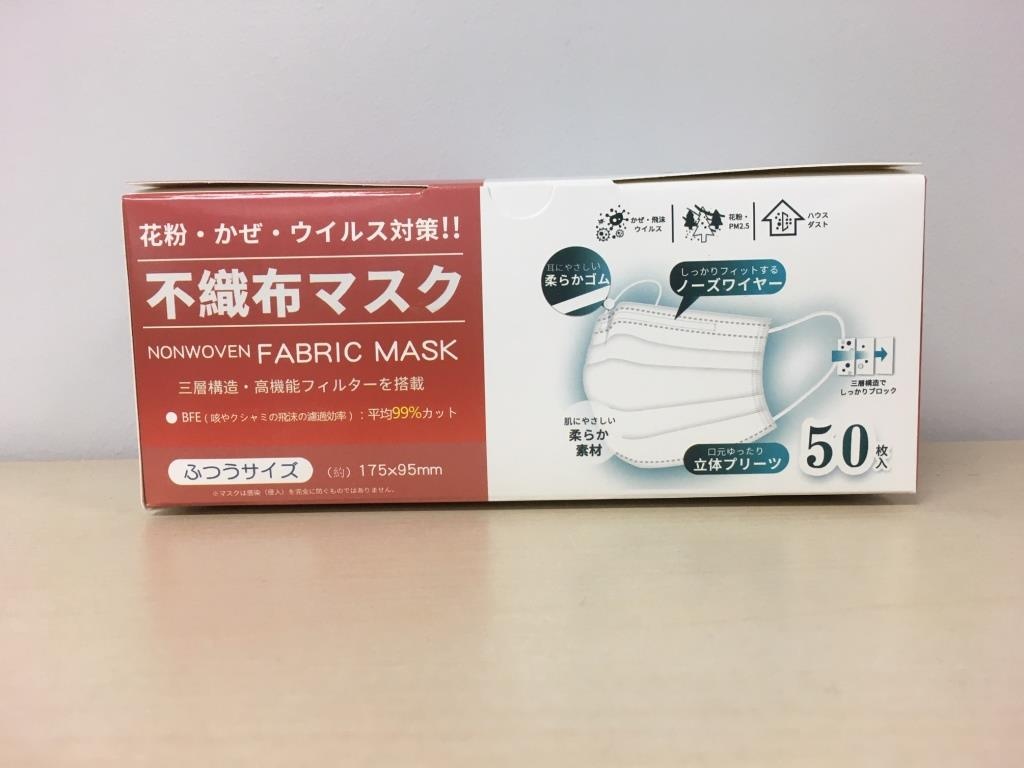 花粉・かぜ・ウイルス対策!!
不織布マスク
NONWOVEN FABRIC MASK
三層構造・高機能フィルターを搭載
● BFE(咳やクシャミの飛沫の濾過効率):平均99%カット
ふつうサイズ (約) 175×95mm
※マスクは感染(侵入)を完全に防ぐものではありません。
かぜ・飛沫
ウイルス
花粉・
PM2.5
ハウス
ダスト
耳にやさしい
柔らかゴム
しっかりフィットする
ノーズワイヤー
三層構造で
しっかりブロック
肌にやさしい
柔らか
素材
口元ゆったり
立体プリーツ
50枚入